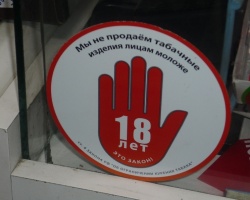 Мы не продаём табачные
изделия лицам моложе
18
лет
ЭТО ЗАКОН!